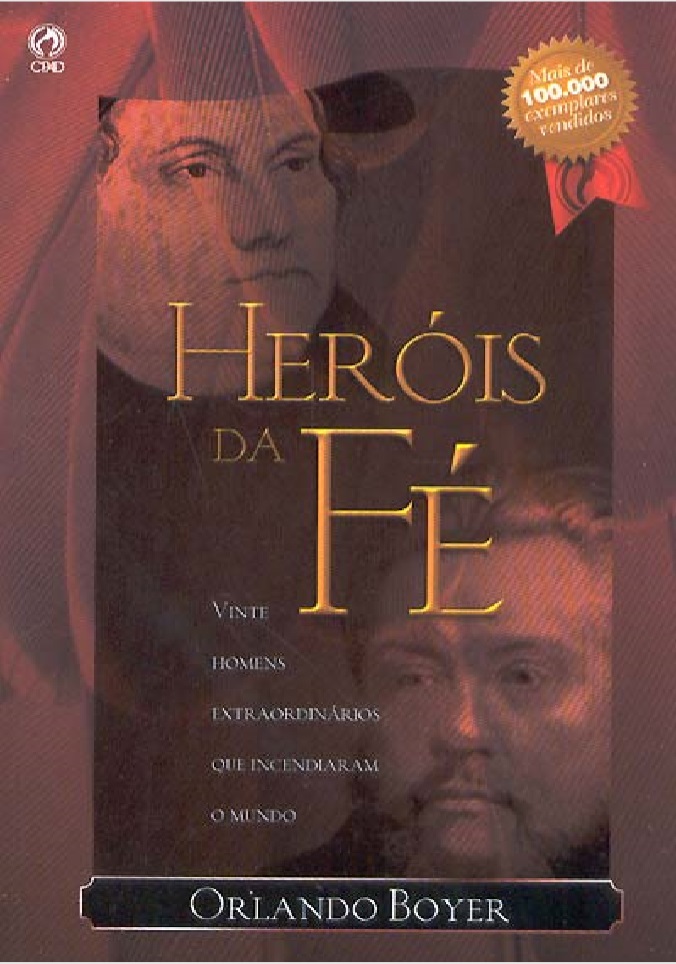 CPAD
Mais de
100.000
exemplares
vendidos
HERÓIS
DA
FÉ
VINTE
HOMENS
EXTRAORDINÁRIOS
QUE INCENDIARAM
O MUNDO
ORLANDO BOYER